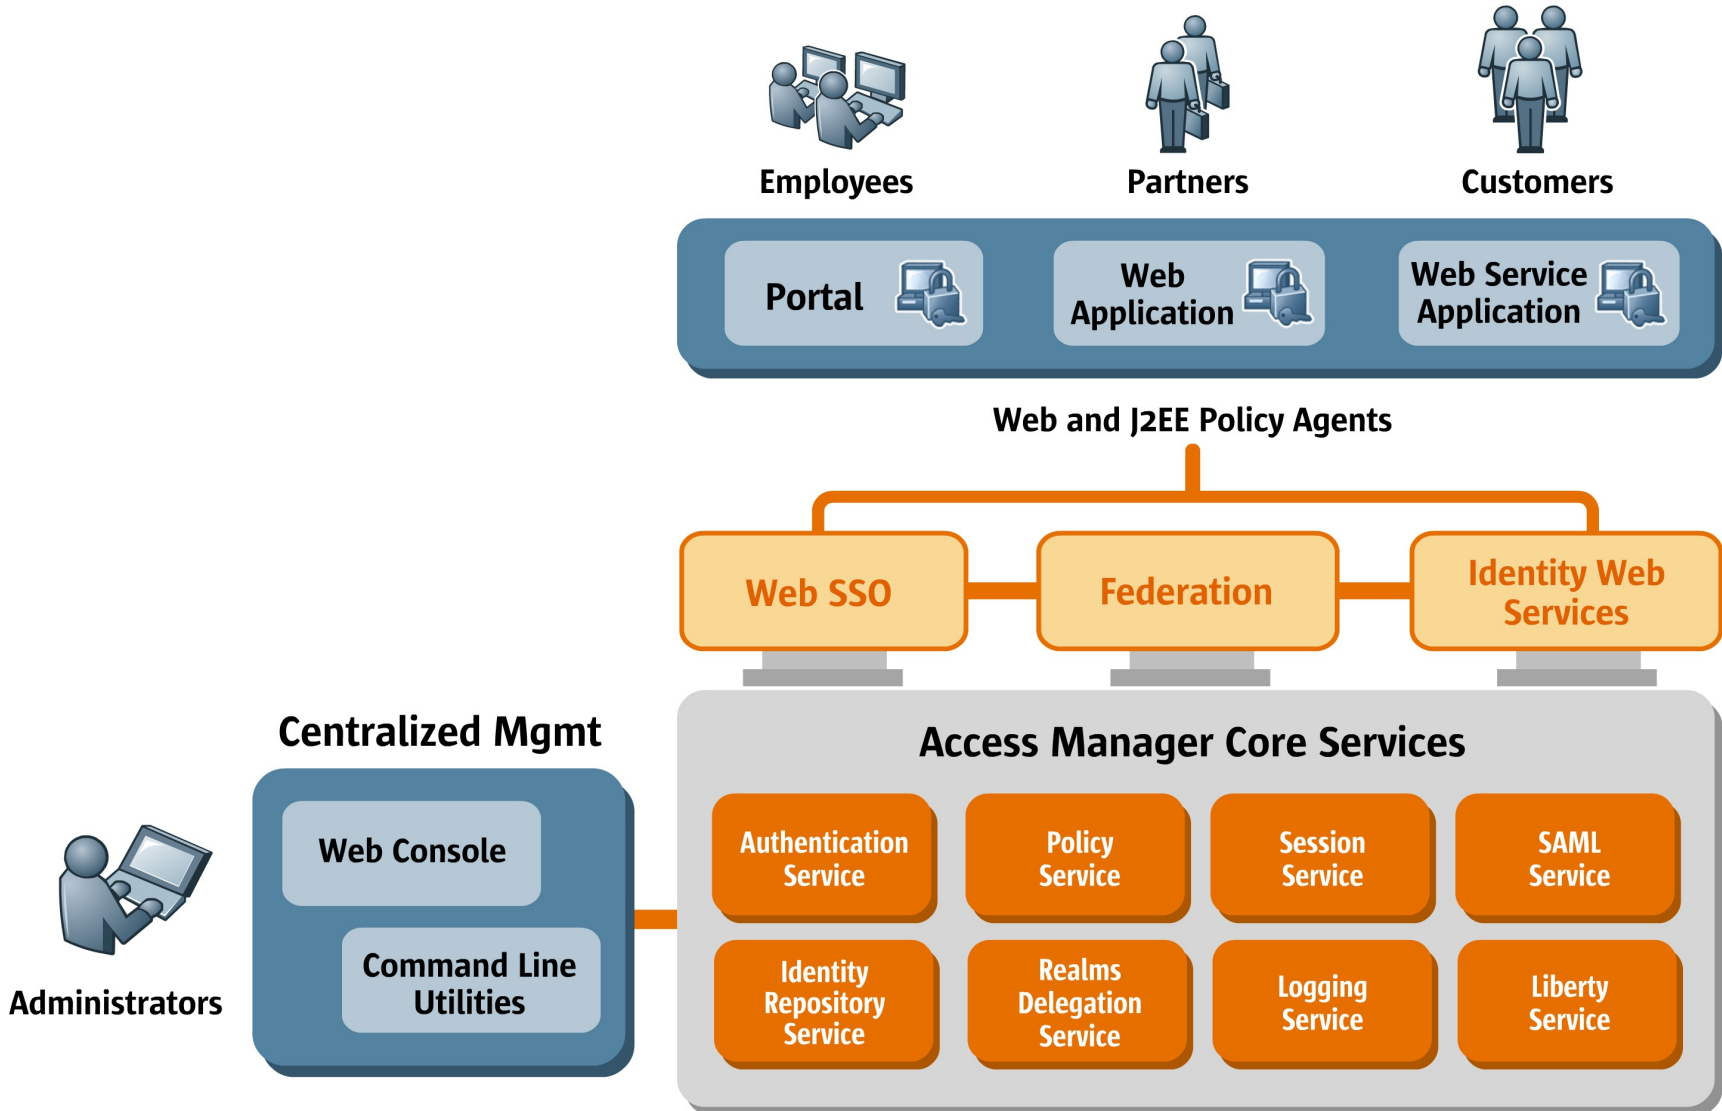 Employees
Partners
Customers
Portal
Web
Application
Web Service
Application
Web and J2EE Policy Agents
Web SSO
Federation
Identity Web
Services
Centralized Mgmt
Web Console
Command Line
Utilities
Administrators
Access Manager Core Services
Authentication
Service
Policy
Service
Session
Service
SAML
Service
Identity
Repository
Service
Realms
Delegation
Service
Logging
Service
Liberty
Service